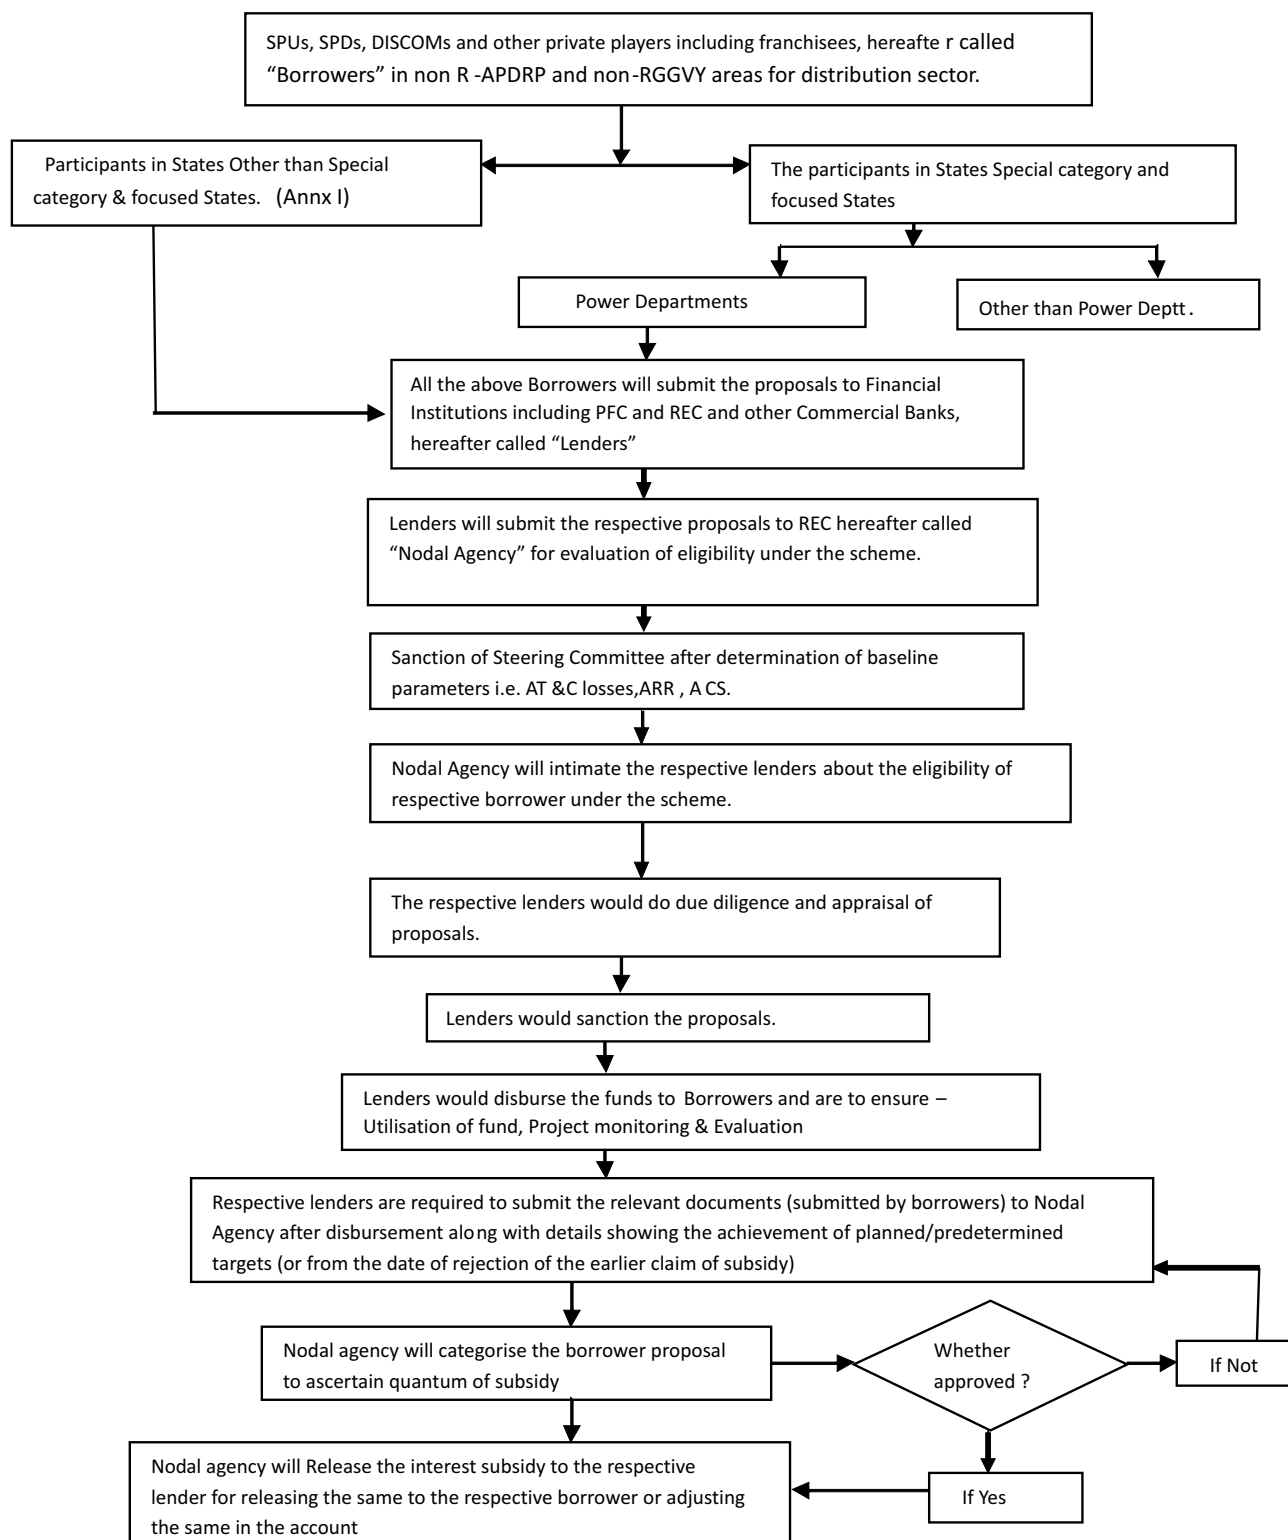 SPUs, SPDs, DISCOMs and other private players including franchisees, hereafte r called
“Borrowers” in non R -APDRP and non-RGGVY areas for distribution sector.
Participants in States Other than Special
category & focused States. (Annx I)
The participants in States Special category and
focused States
Power Departments
Other than Power Deptt .
All the above Borrowers will submit the proposals to Financial
Institutions including PFC and REC and other Commercial Banks,
hereafter called “Lenders”
Lenders will submit the respective proposals to REC hereafter called
“Nodal Agency” for evaluation of eligibility under the scheme.
Sanction of Steering Committee after determination of baseline
parameters i.e. AT &C losses,ARR , A CS.
Nodal Agency will intimate the respective lenders about the eligibility of
respective borrower under the scheme.
The respective lenders would do due diligence and appraisal of
proposals.
Lenders would sanction the proposals.
Lenders would disburse the funds to Borrowers and are to ensure –
Utilisation of fund, Project monitoring & Evaluation
Respective lenders are required to submit the relevant documents (submitted by borrowers) to Nodal
Agency after disbursement along with details showing the achievement of planned/predetermined
targets (or from the date of rejection of the earlier claim of subsidy)
Nodal agency will categorise the borrower proposal
to ascertain quantum of subsidy
Whether
approved ?
If Not
Nodal agency will Release the interest subsidy to the respective
lender for releasing the same to the respective borrower or adjusting
the same in the account
If Yes